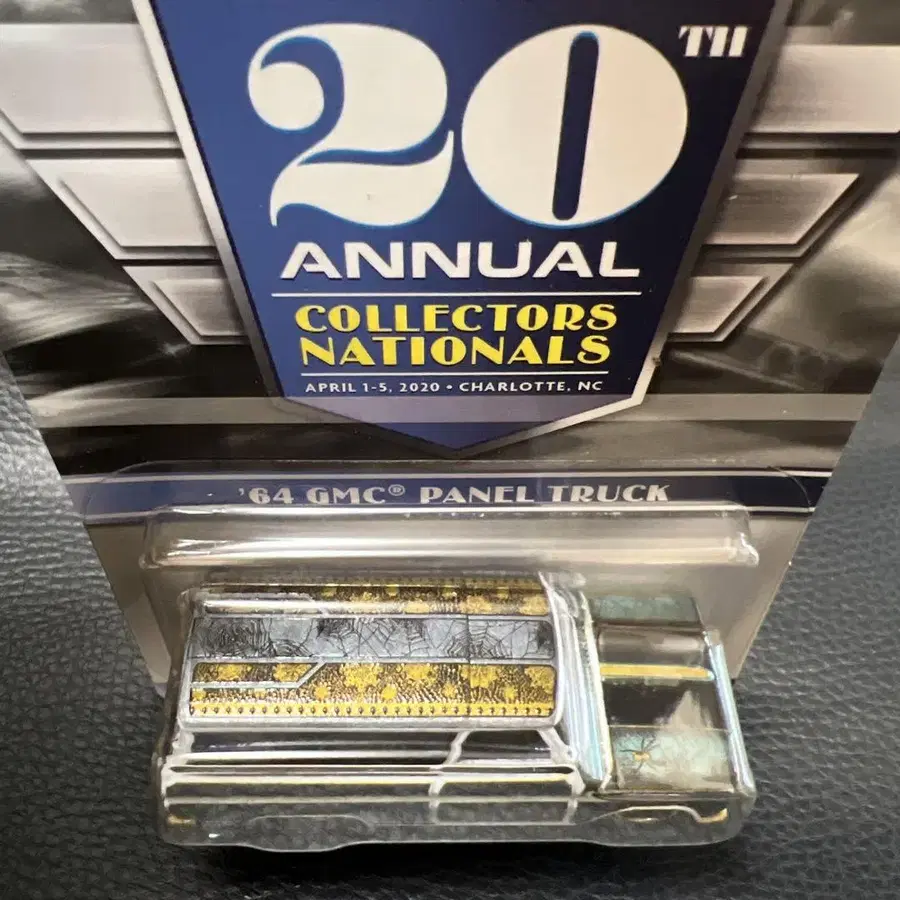 20TH
ANNUAL
COLLECTORS
NATIONALS
APRIL 1-5, 2020 • CHARLOTTE, NC
'64 GMC® PANEL TRUCK